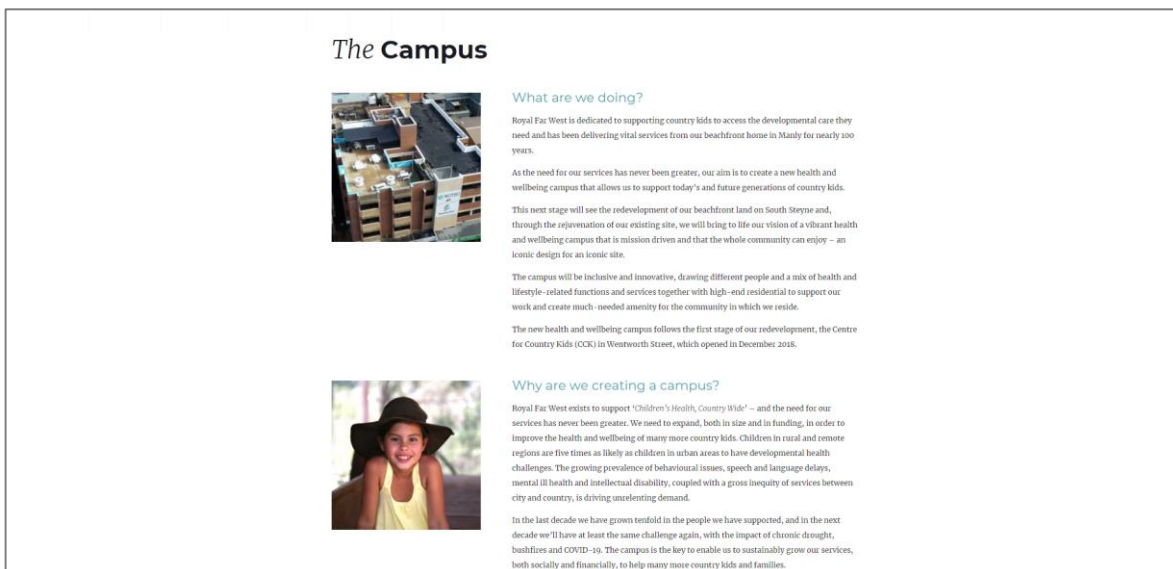 The Campus
What are we doing?
Royal Far West is dedicated to supporting country kids to access the developmental care they
need and has been delivering vital services from our beachfront home in Manly for nearly 100
years.
As the need for our services has never been greater, our aim is to create a new health and
wellbeing campus that allows us to support today's and future generations of country kids.
This next stage will see the redevelopment of our beachfront land on South Steyne and,
through the rejuvenation of our existing site, we will bring to life our vision of a vibrant health
and wellbeing campus that is mission driven and that the whole community can enjoy – an
iconic design for an iconic site.
The campus will be inclusive and innovative, drawing different people and a mix of health and
lifestyle-related functions and services together with high-end residential to support our
work and create much-needed amenity for the community in which we reside.
The new health and wellbeing campus follows the first stage of our redevelopment, the Centre
for Country Kids (CCK) in Wentworth Street, which opened in December 2018.
Why are we creating a campus?
Royal Far West exists to support 'Children's Health, Country Wide' – and the need for our
services has never been greater. We need to expand, both in size and in funding, in order to
improve the health and wellbeing of many more country kids. Children in rural and remote
regions are five times as likely as children in urban areas to have developmental health
challenges. The growing prevalence of behavioural issues, speech and language delays,
mental ill health and intellectual disability, coupled with a gross inequity of services between
city and country, is driving unrelenting demand.
In the last decade we have grown tenfold in the people we have supported, and in the next
decade we'll have at least the same challenge again, with the impact of chronic drought,
bushfires and COVID-19. The campus is the key to enable us to sustainably grow our services,
both socially and financially, to help many more country kids and families.